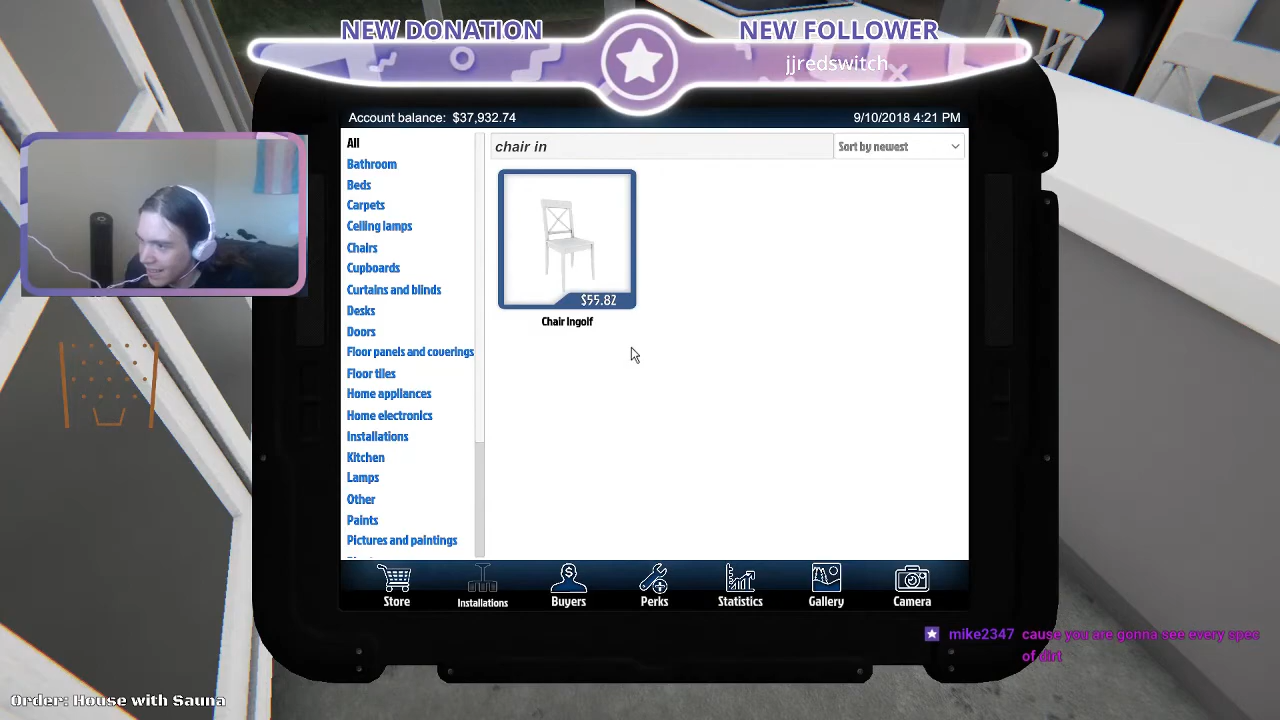 NEW DONATION
NEW FOLLOWER
jjredswitch
Account balance: $37,932.74
9/10/2018 4:21 PM
All
Bathroom
Beds
Carpets
Ceiling lamps
Chairs
Cupboards
Curtains and blinds
Desks
Doors
Floor panels and coverings
Floor tiles
Home appliances
Home electronics
Installations
Kitchen
Lamps
Other
Paints
Pictures and paintings
chair in
Sort by newest
$55.82
Chair Ingolf
Store
Installations
Buyers
Perks
Statistics
Gallery
Camera
mike2347 cause you are gonna see every spec
of dirt
Order: House with Sauna